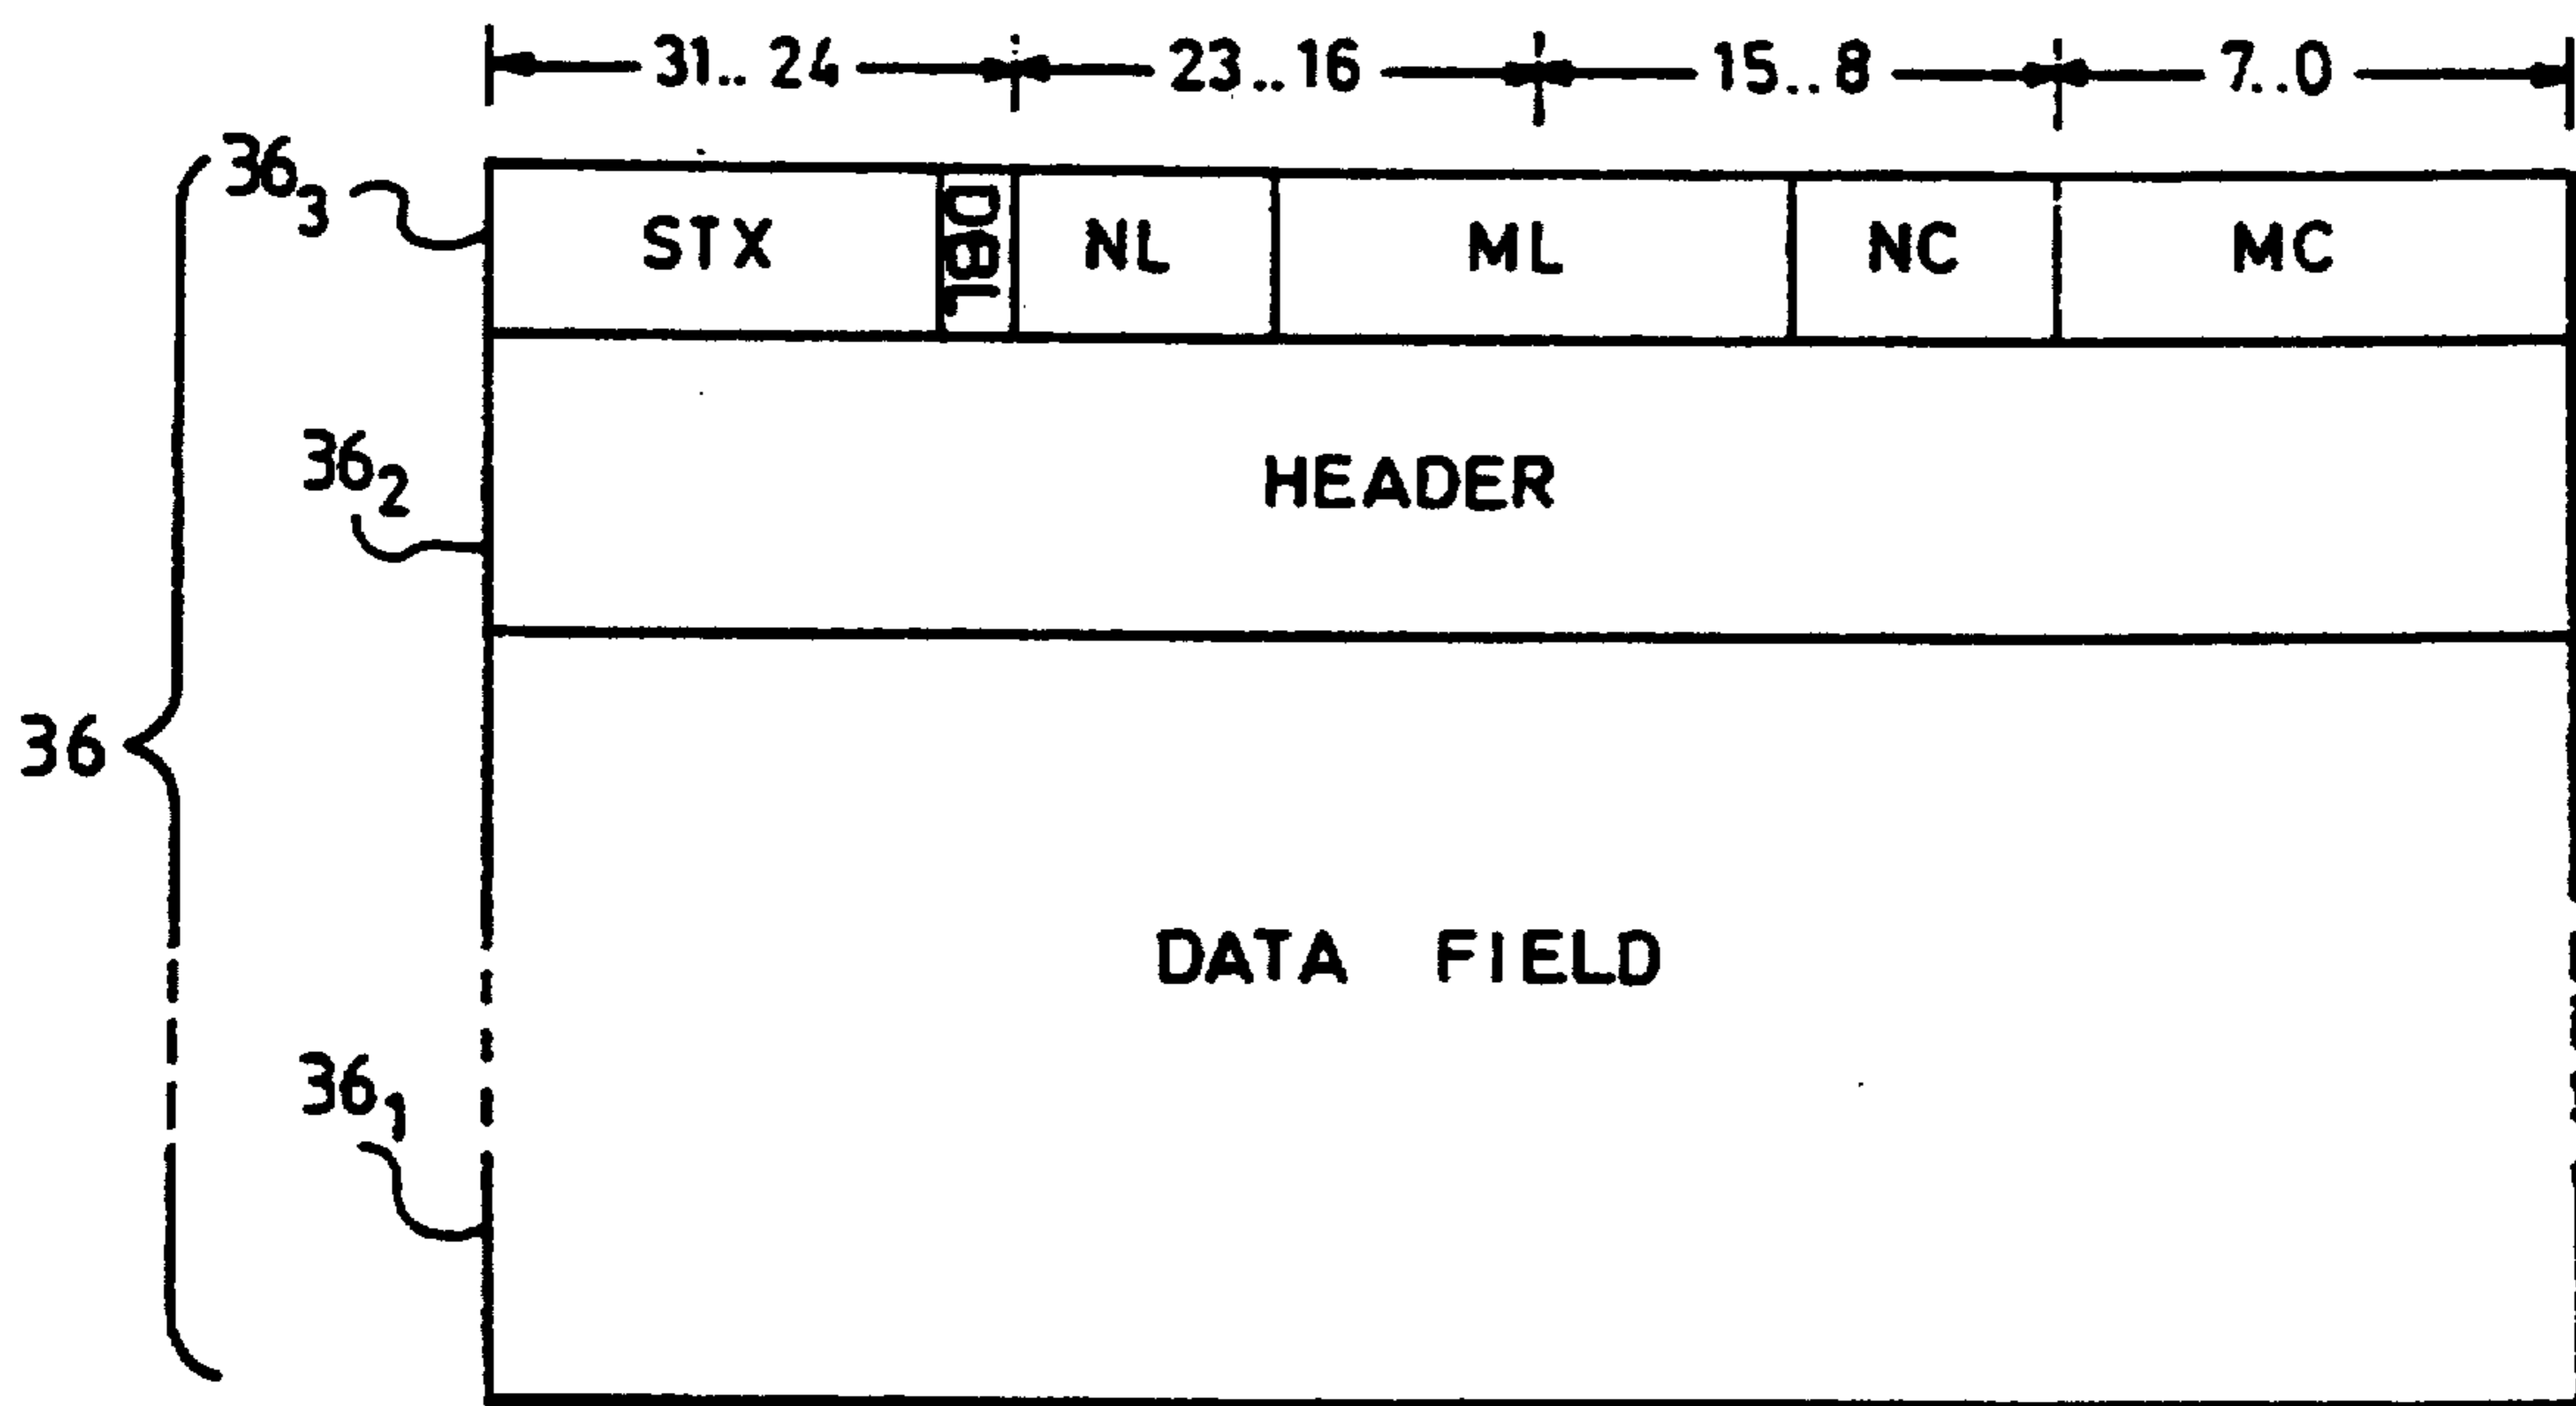 31.. 24 23..16 15..8 7..0
36₃ STX DBL NL ML NC MC
36₂ HEADER
36
DATA FIELD
36₁